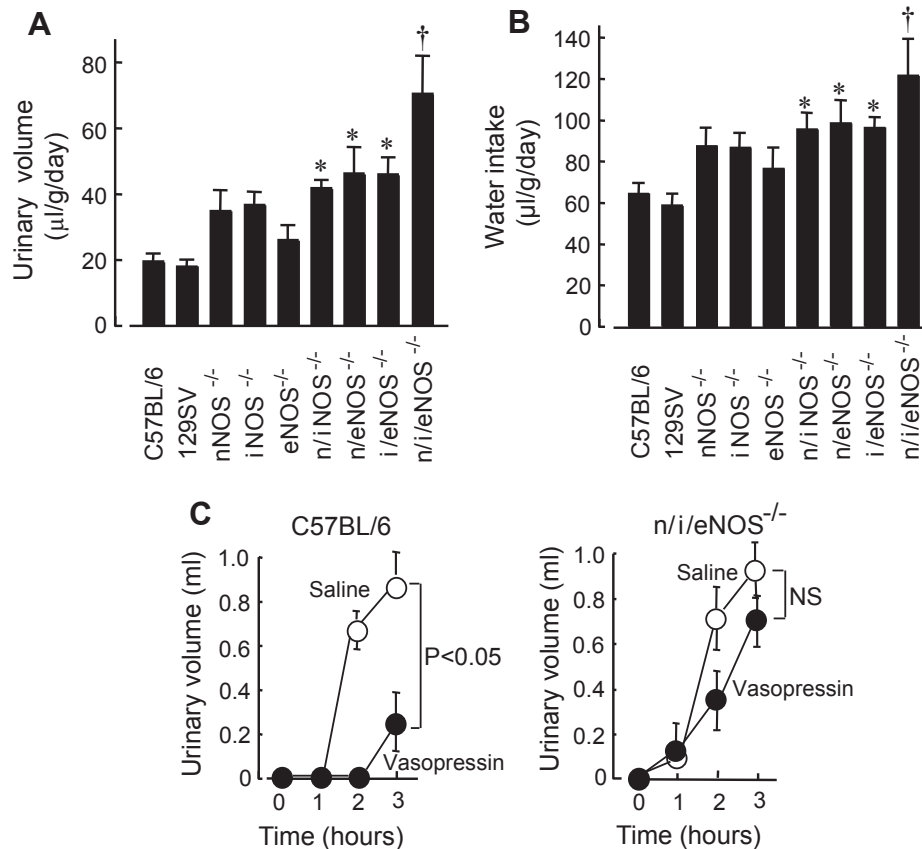 A
Urinary volume
(µl/g/day)
80
60
40
20
0
†
*
*
*
C57BL/6
129SV
nNOS-/-
iNOS-/-
eNOS-/-
n/iNOS-/-
n/eNOS-/-
i/eNOS-/-
n/i/eNOS-/-
B
Water intake
(µl/g/day)
140
120
100
80
60
40
20
0
†
*
*
*
C57BL/6
129SV
nNOS-/-
iNOS-/-
eNOS-/-
n/iNOS-/-
n/eNOS-/-
i/eNOS-/-
n/i/eNOS-/-
C
C57BL/6
Urinary volume (ml)
1.0
0.8
0.6
0.4
0.2
0
Saline
P<0.05
Vasopressin
0 1 2 3
Time (hours)
n/i/eNOS-/-
Urinary volume (ml)
1.0
0.8
0.6
0.4
0.2
0
Saline
NS
Vasopressin
0 1 2 3
Time (hours)